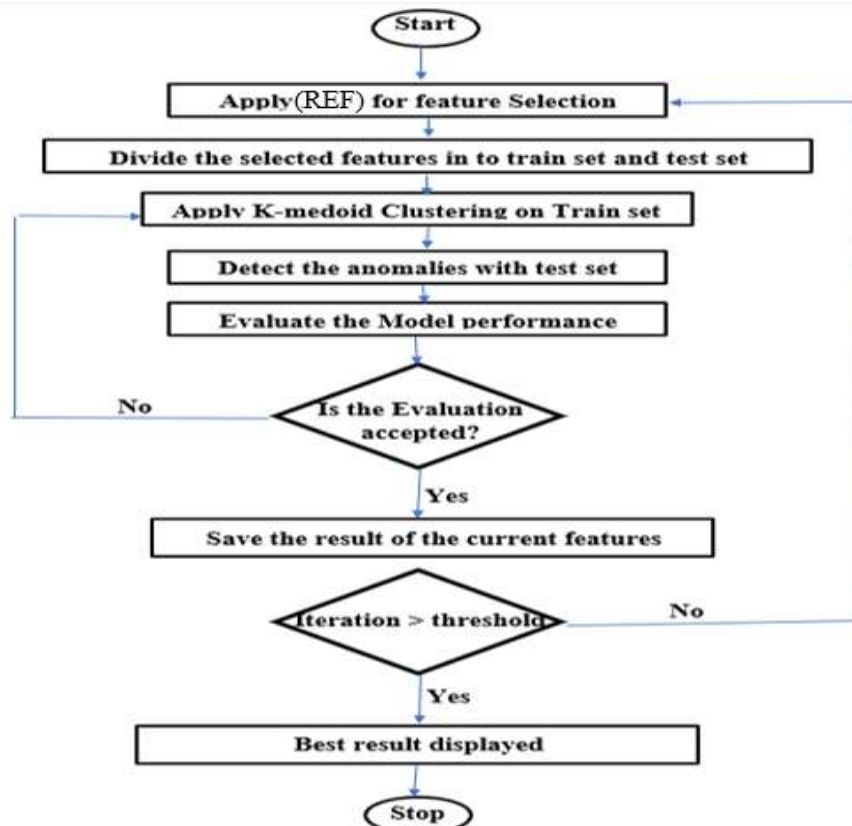 Start
Apply(REF) for feature Selection
Divide the selected features in to train set and test set
Apply K-medoid Clustering on Train set
Detect the anomalies with test set
Evaluate the Model performance
Is the Evaluation
accepted?
No
Yes
Save the result of the current features
Iteration > threshold
No
Yes
Best result displayed
Stop